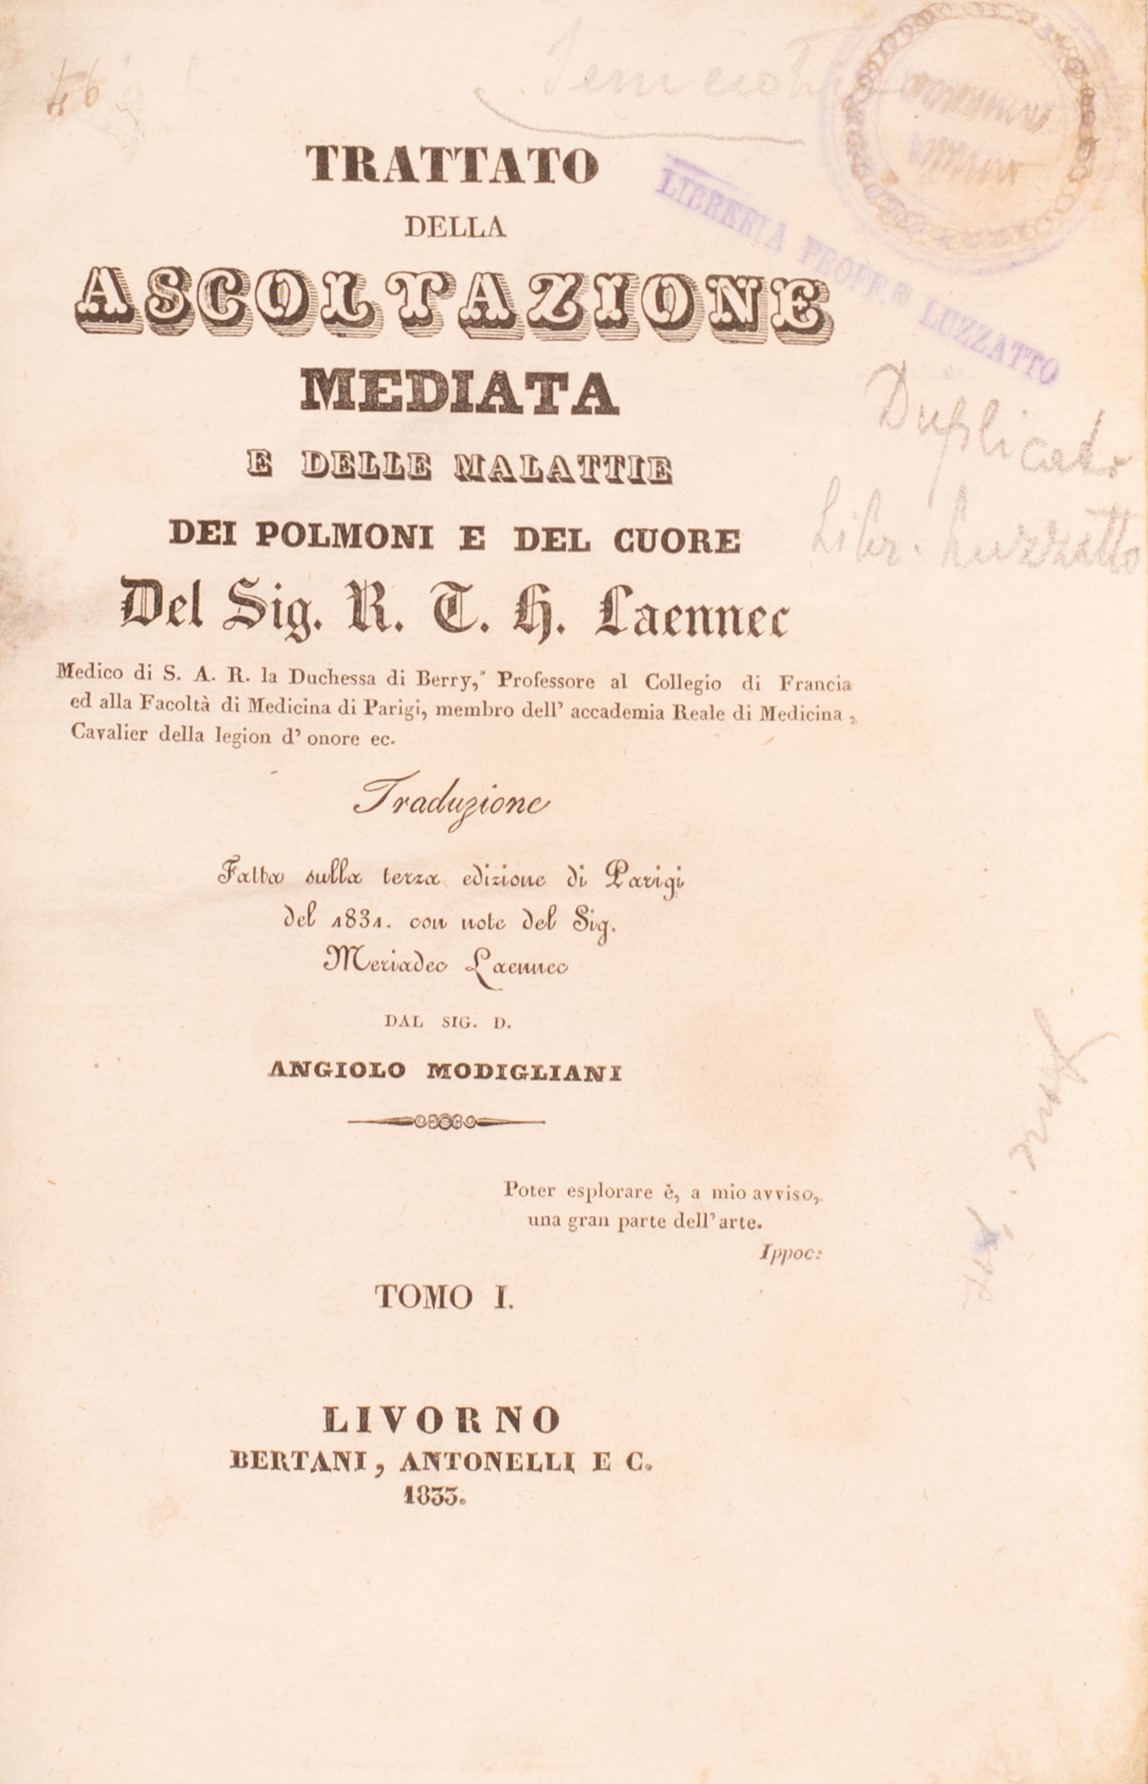 46
TRATTATO
DELLA
ASCOLTAZIONE
MEDIATA
E DELLE MALATTIE
DEI POLMONI E DEL CUORE
Del Sig. R. T. H. Laennec
Medico di S. A. R. la Duchessa di Berry, Professore al Collegio di Francia
ed alla Facoltà di Medicina di Parigi, membro dell' accademia Reale di Medicina,
Cavalier della legion d' onore ec.
Traduzione
Fatta sulla terza edizione di Parigi
del 1831. con note del Sig.
Meriadec Laennec
DAL SIG. D.
ANGIOLO MODIGLIANI
Poter esplorare è, a mio avviso,
una gran parte dell' arte.
Ippoc:
TOMO I.
LIVORNO
BERTANI, ANTONELLI E C.
1833.
LIBRERIA PROFF.RI LUZZATTO
Duplicato
Libr. Luzzatto